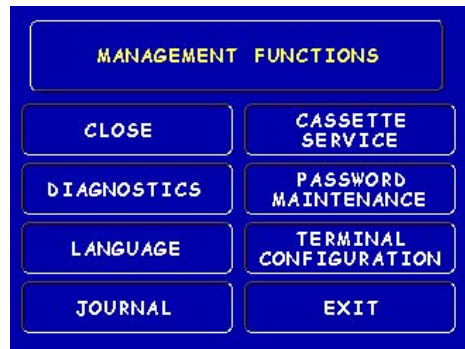 MANAGEMENT FUNCTIONS
CLOSE
CASSETTE
SERVICE
DIAGNOSTICS
PASSWORD
MAINTENANCE
LANGUAGE
TERMINAL
CONFIGURATION
JOURNAL
EXIT